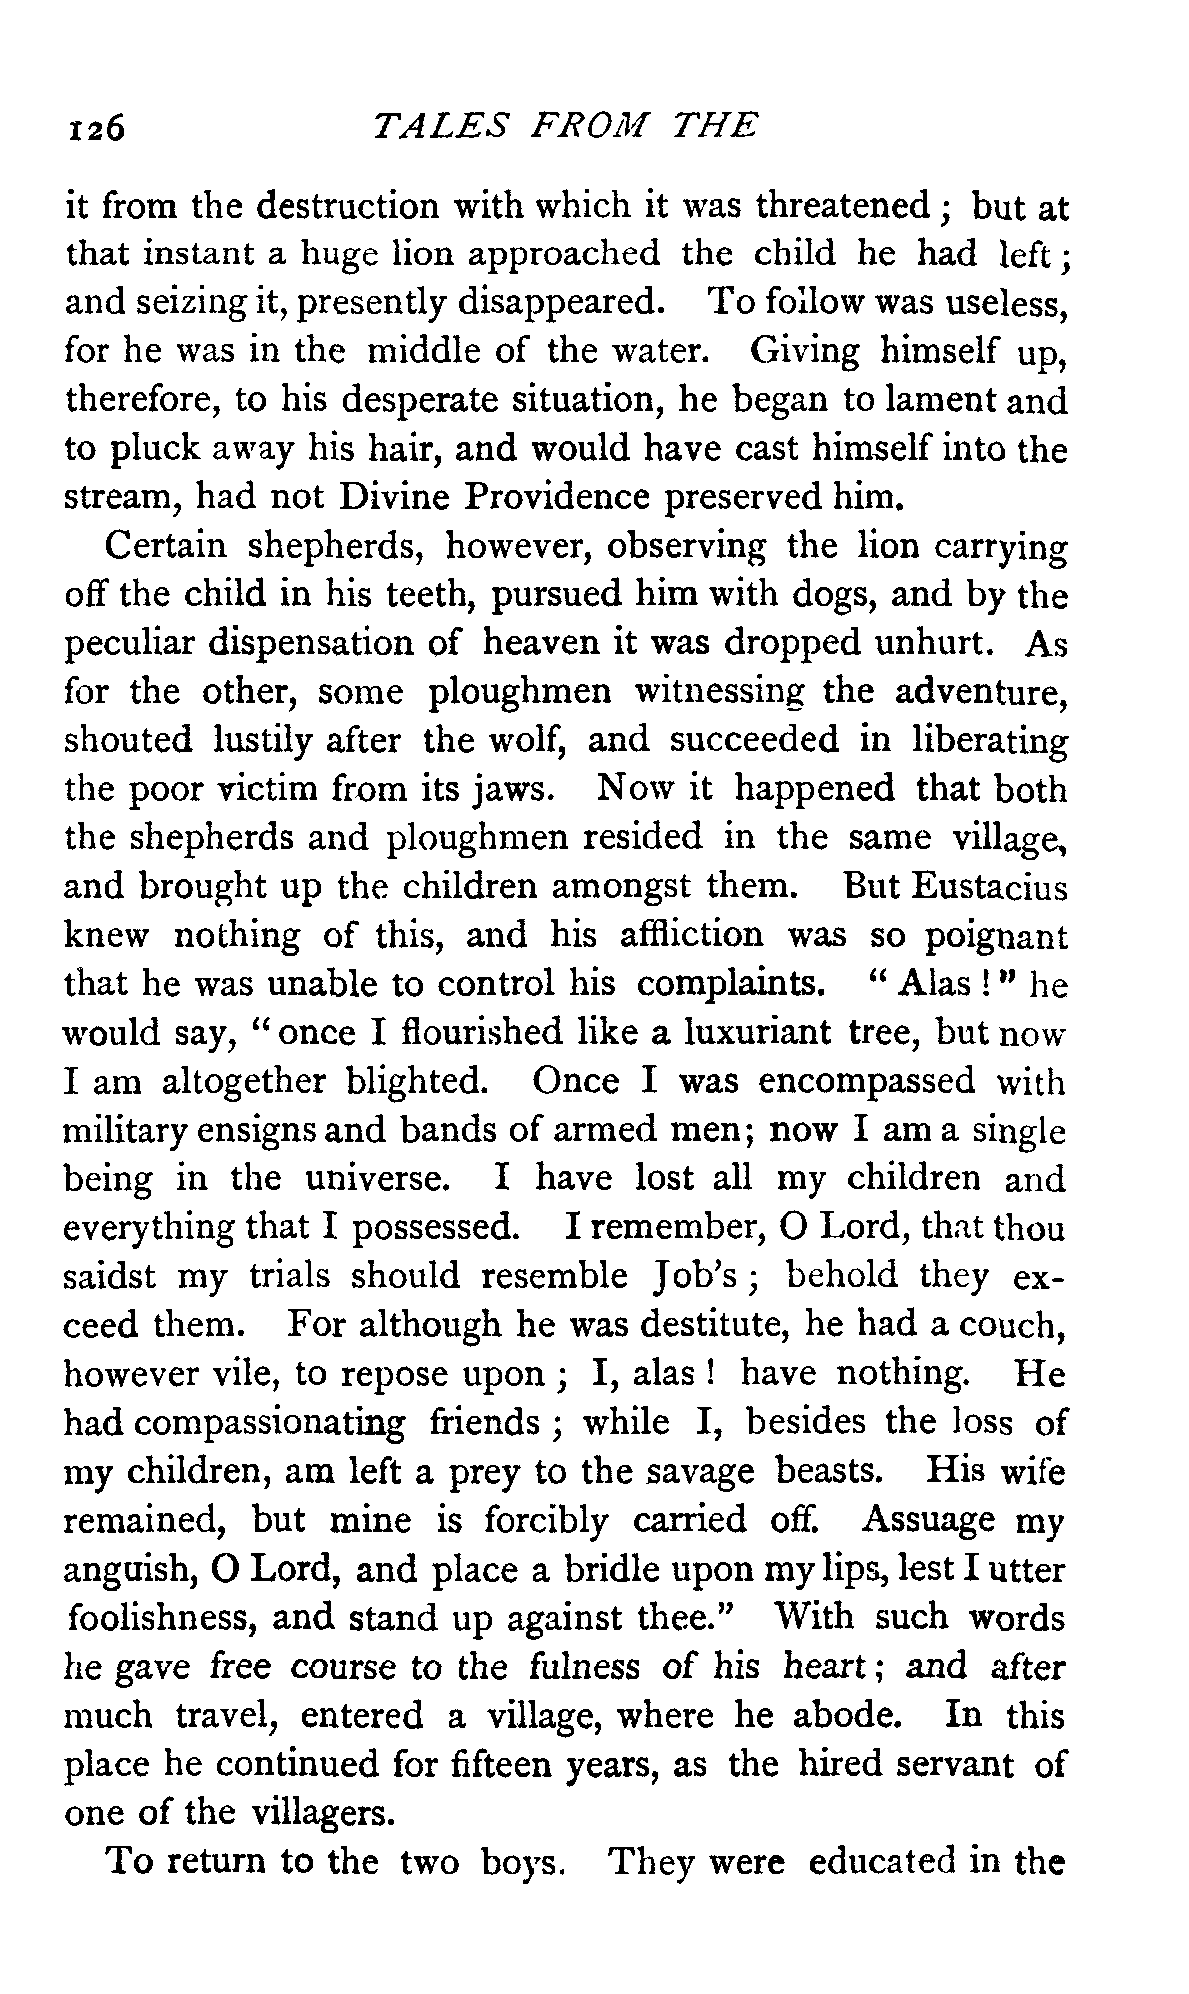 126 TALES FROM THE
it from the destruction with which it was threatened ; but at
that instant a huge lion approached the child he had left ;
and seizing it, presently disappeared. To follow was useless,
for he was in the middle of the water. Giving himself up,
therefore, to his desperate situation, he began to lament and
to pluck away his hair, and would have cast himself into the
stream, had not Divine Providence preserved him.
Certain shepherds, however, observing the lion carrying
off the child in his teeth, pursued him with dogs, and by the
peculiar dispensation of heaven it was dropped unhurt. As
for the other, some ploughmen witnessing the adventure,
shouted lustily after the wolf, and succeeded in liberating
the poor victim from its jaws. Now it happened that both
the shepherds and ploughmen resided in the same village,
and brought up the children amongst them. But Eustacius
knew nothing of this, and his affliction was so poignant
that he was unable to control his complaints. “ Alas ! ” he
would say, “ once I flourished like a luxuriant tree, but now
I am altogether blighted. Once I was encompassed with
military ensigns and bands of armed men; now I am a single
being in the universe. I have lost all my children and
everything that I possessed. I remember, O Lord, that thou
saidst my trials should resemble Job's ; behold they ex-
ceed them. For although he was destitute, he had a couch,
however vile, to repose upon ; I, alas ! have nothing. He
had compassionating friends ; while I, besides the loss of
my children, am left a prey to the savage beasts. His wife
remained, but mine is forcibly carried off. Assuage my
anguish, O Lord, and place a bridle upon my lips, lest I utter
foolishness, and stand up against thee.” With such words
he gave free course to the fulness of his heart ; and after
much travel, entered a village, where he abode. In this
place he continued for fifteen years, as the hired servant of
one of the villagers.
To return to the two boys. They were educated in the